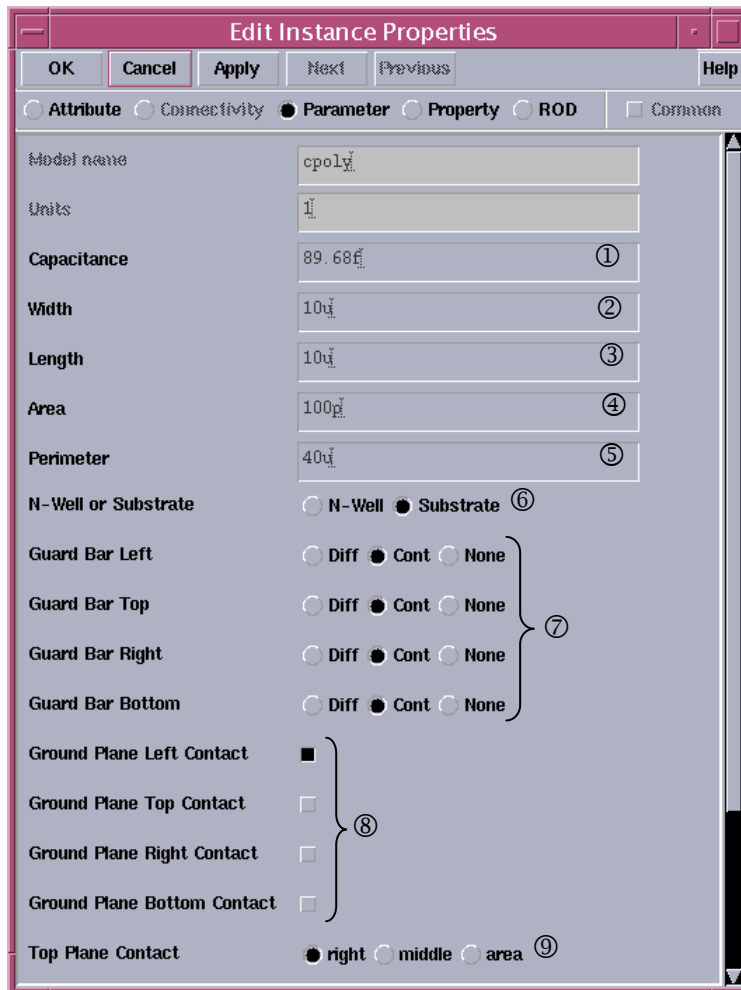 Edit Instance Properties
OK Cancel Apply Next Previous Help
Attribute Connectivity Parameter Property ROD Common
Model name cpoly
Units 1
Capacitance 89.68f ①
Width 10u ②
Length 10u ③
Area 100p ④
Perimeter 40u ⑤
N-Well or Substrate N-Well Substrate ⑥
Guard Bar Left Diff Cont None
Guard Bar Top Diff Cont None
⑦
Guard Bar Right Diff Cont None
Guard Bar Bottom Diff Cont None
Ground Plane Left Contact
Ground Plane Top Contact
⑧
Ground Plane Right Contact
Ground Plane Bottom Contact
Top Plane Contact right middle area ⑨